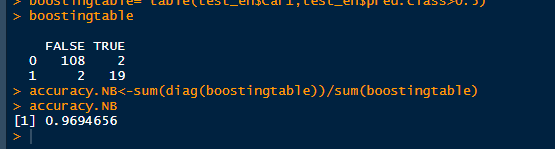 > boostingtable= table(test_en$car1,test_en$pred.class>0.5)
> boostingtable
FALSE TRUE
0 108 2
1 2 19
> accuracy.NB<-sum(diag(boostingtable))/sum(boostingtable)
> accuracy.NB
[1] 0.9694656
>